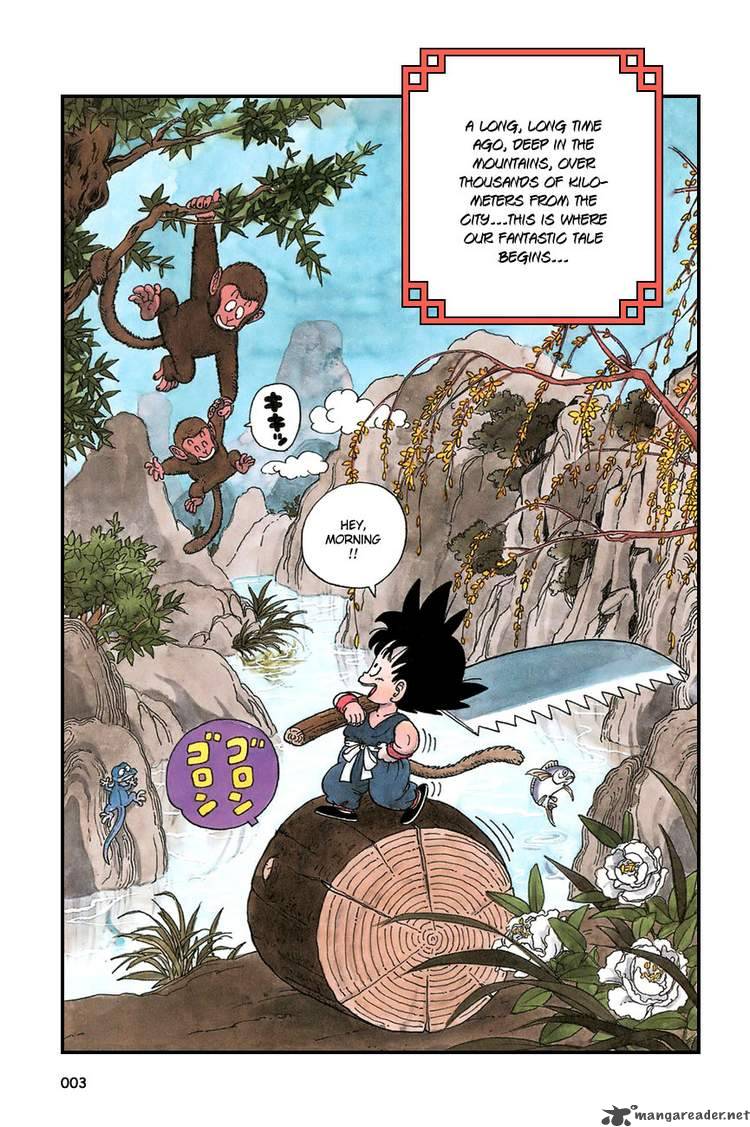 A LONG, LONG TIME
AGO, DEEP IN THE
MOUNTAINS, OVER
THOUSANDS OF KILO-
METERS FROM THE
CITY...THIS IS WHERE
OUR FANTASTIC TALE
BEGINS...
キキッ
HEY,
MORNING
!!
ゴロン
ゴロン
003
mangareader.net